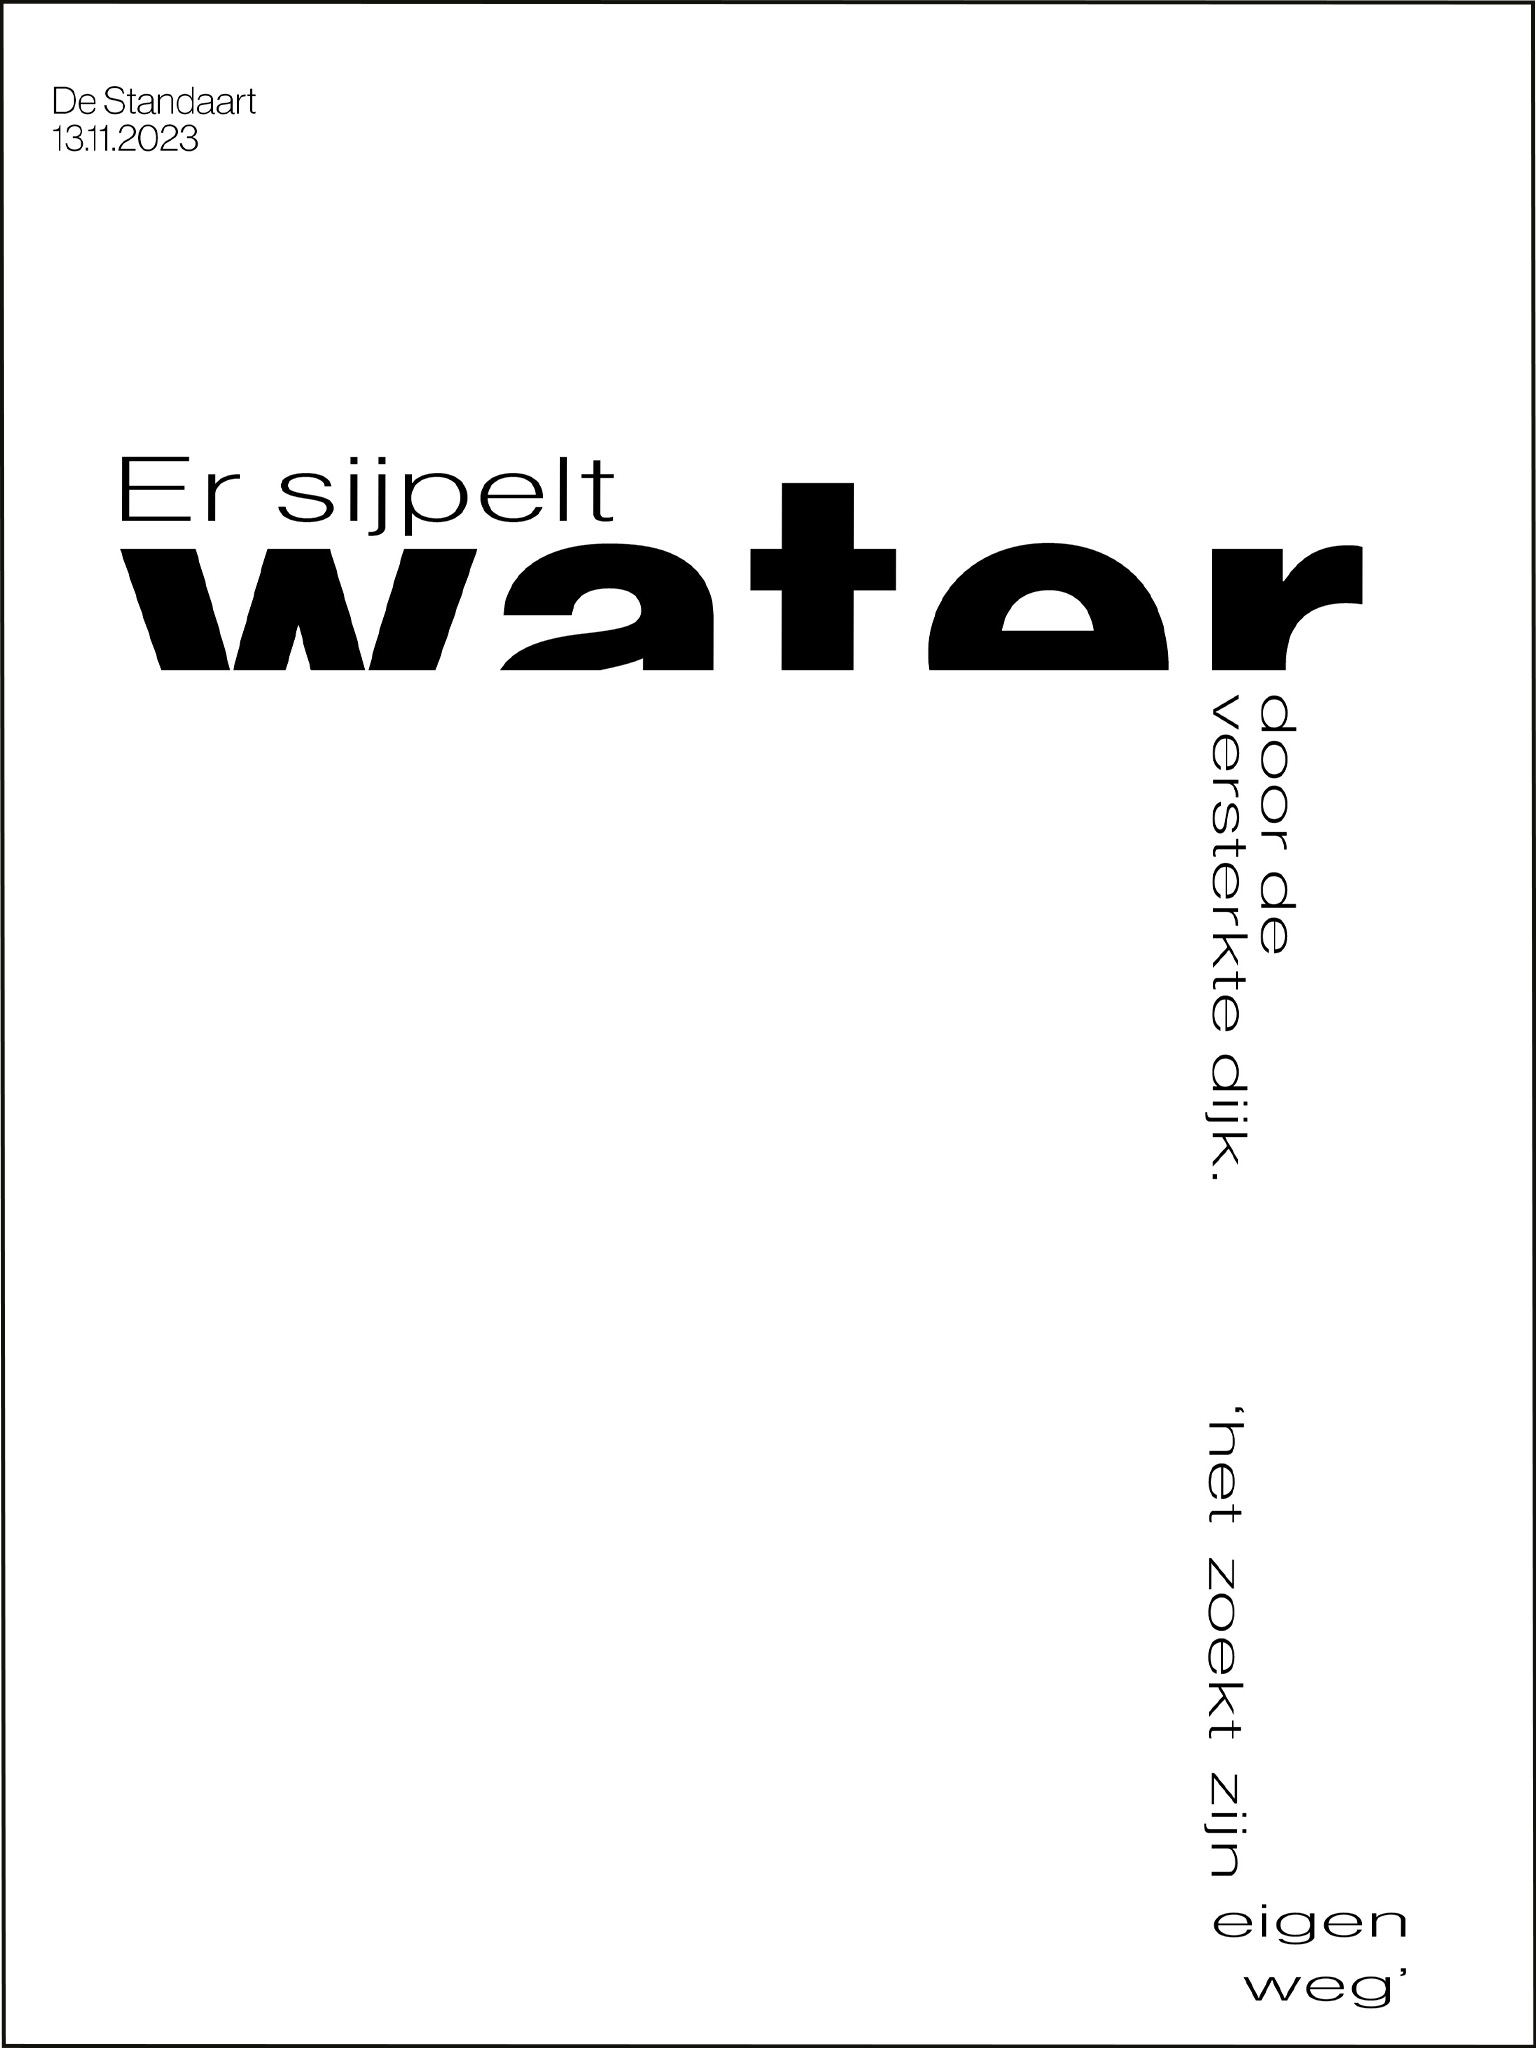 De Standaart
13.11.2023
Er sijpelt
water
door de
versterkte dijk.
‘het zoekt zijn
eigen
weg’